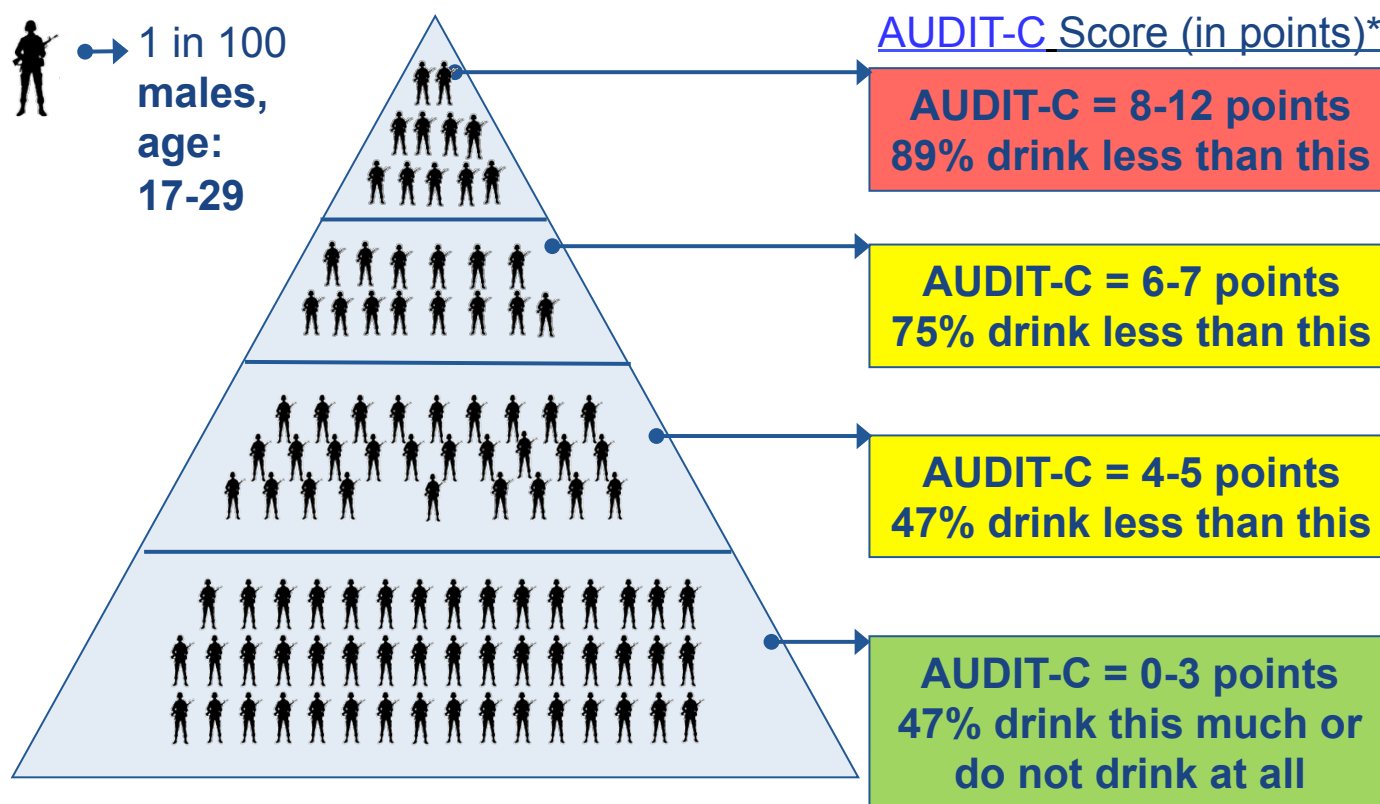 1 in 100
males,
age:
17-29
AUDIT-C Score (in points)*
AUDIT-C = 8-12 points
89% drink less than this
AUDIT-C = 6-7 points
75% drink less than this
AUDIT-C = 4-5 points
47% drink less than this
AUDIT-C = 0-3 points
47% drink this much or
do not drink at all